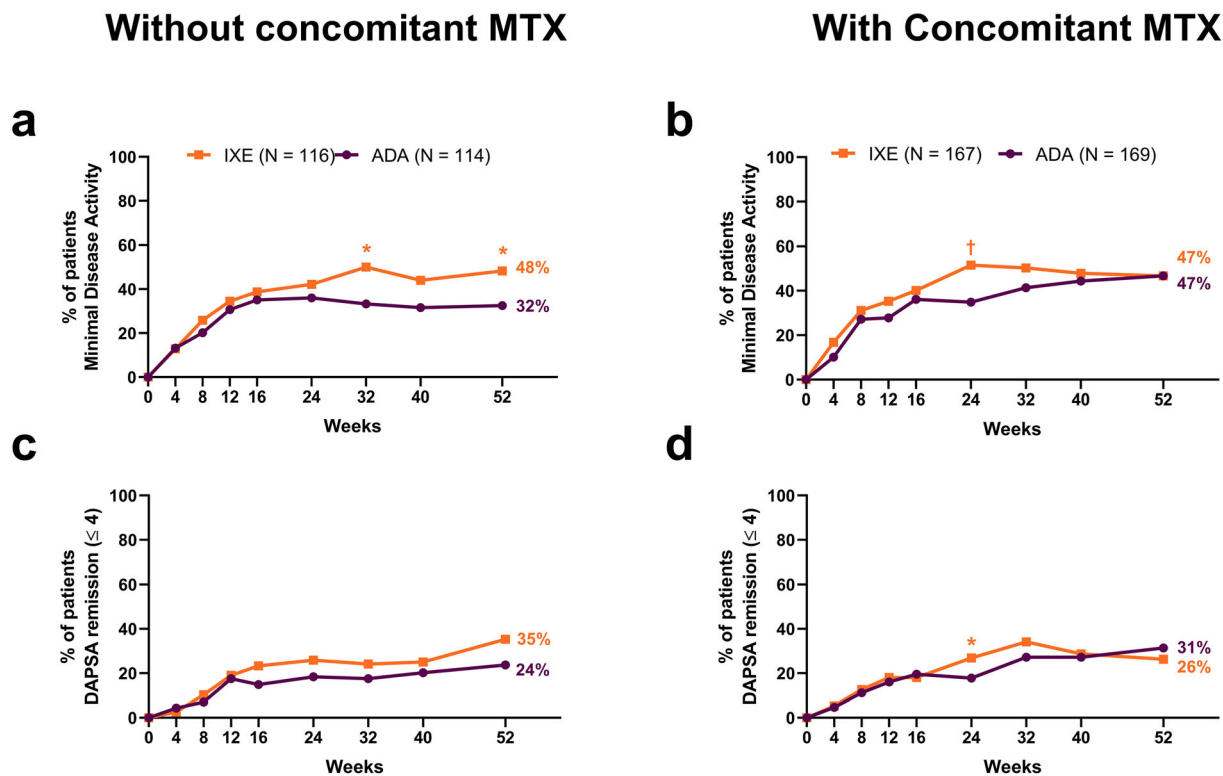 Without concomitant MTX
With Concomitant MTX
a
IXE (N = 116)
ADA (N = 114)
% of patients
Minimal Disease Activity
100
80
60
40
20
0
*
*
48%
32%
0 4 8 12 16 24 32 40 52
Weeks
b
IXE (N = 167)
ADA (N = 169)
% of patients
Minimal Disease Activity
100
80
60
40
20
0
†
47%
47%
0 4 8 12 16 24 32 40 52
Weeks
c
% of patients
DAPSA remission (≤ 4)
100
80
60
40
20
0
35%
24%
0 4 8 12 16 24 32 40 52
Weeks
d
% of patients
DAPSA remission (≤ 4)
100
80
60
40
20
0
*
31%
26%
0 4 8 12 16 24 32 40 52
Weeks